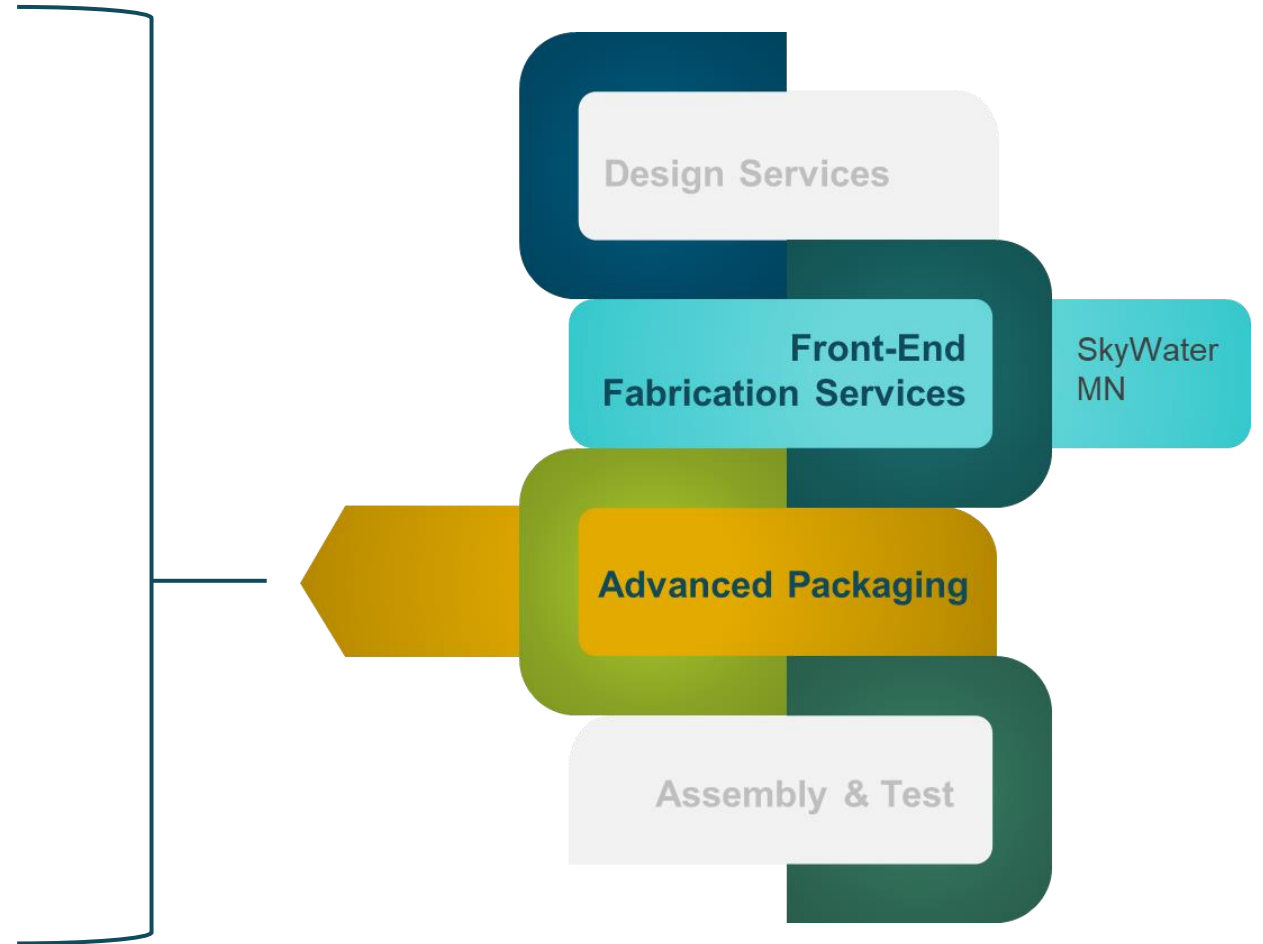 Design Services
Front-End
Fabrication Services
SkyWater
MN
Advanced Packaging
Assembly & Test